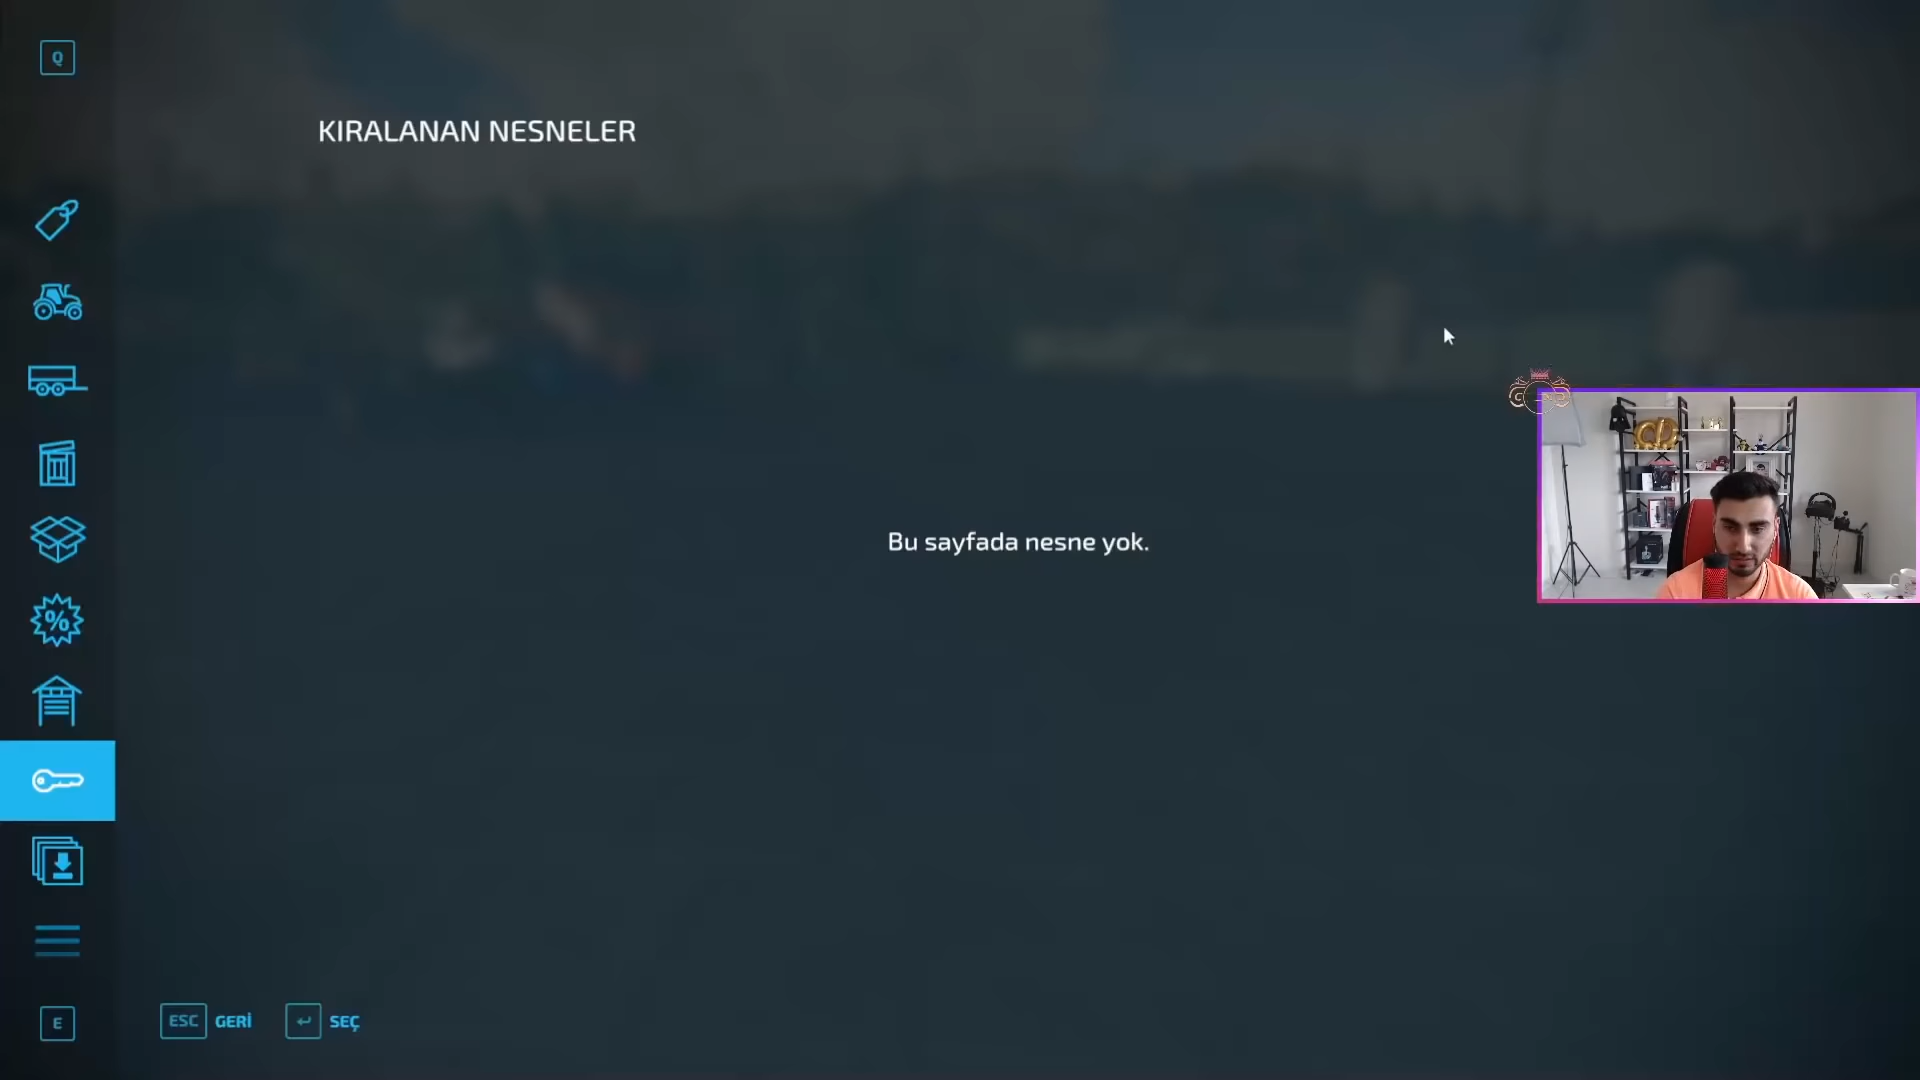 Q
KIRALANAN NESNELER
%
Bu sayfada nesne yok.
E
ESC GERİ
SEÇ